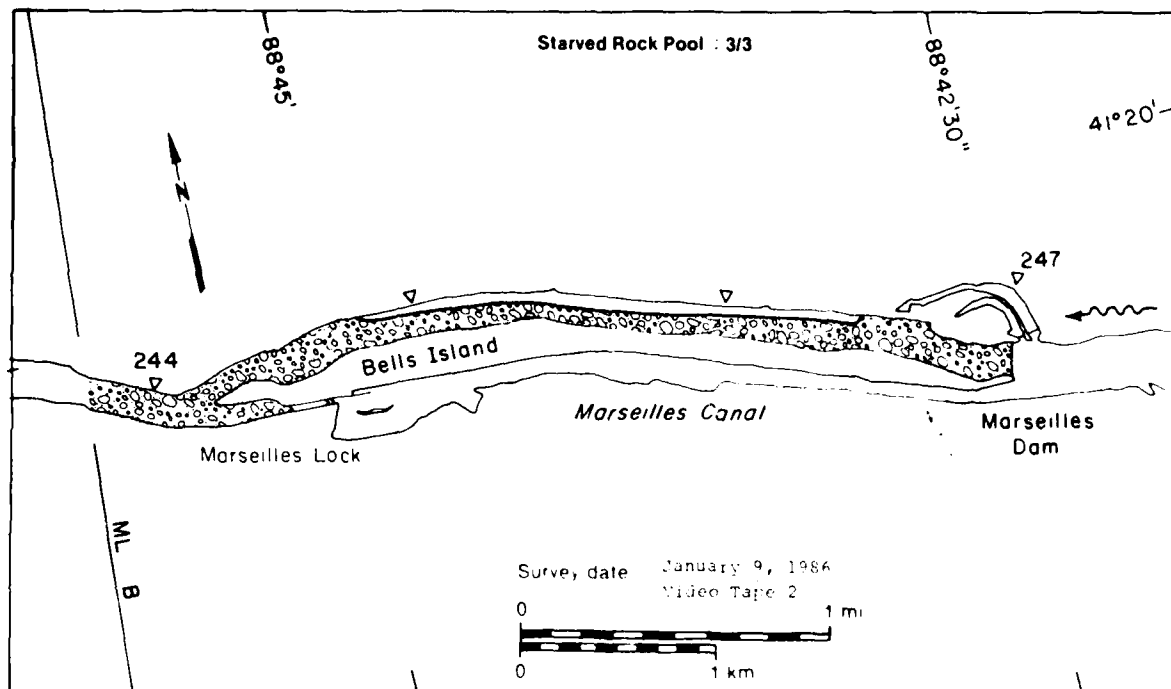 Starved Rock Pool : 3/3
88°45'
88°42'30"
41°20'
N
247
244
Bells Island
Marseilles Canal
Marseilles Lock
Marseilles
Dam
ML B
Survey date January 9, 1986
Video Tape 2
0 1 mi
0 1 km